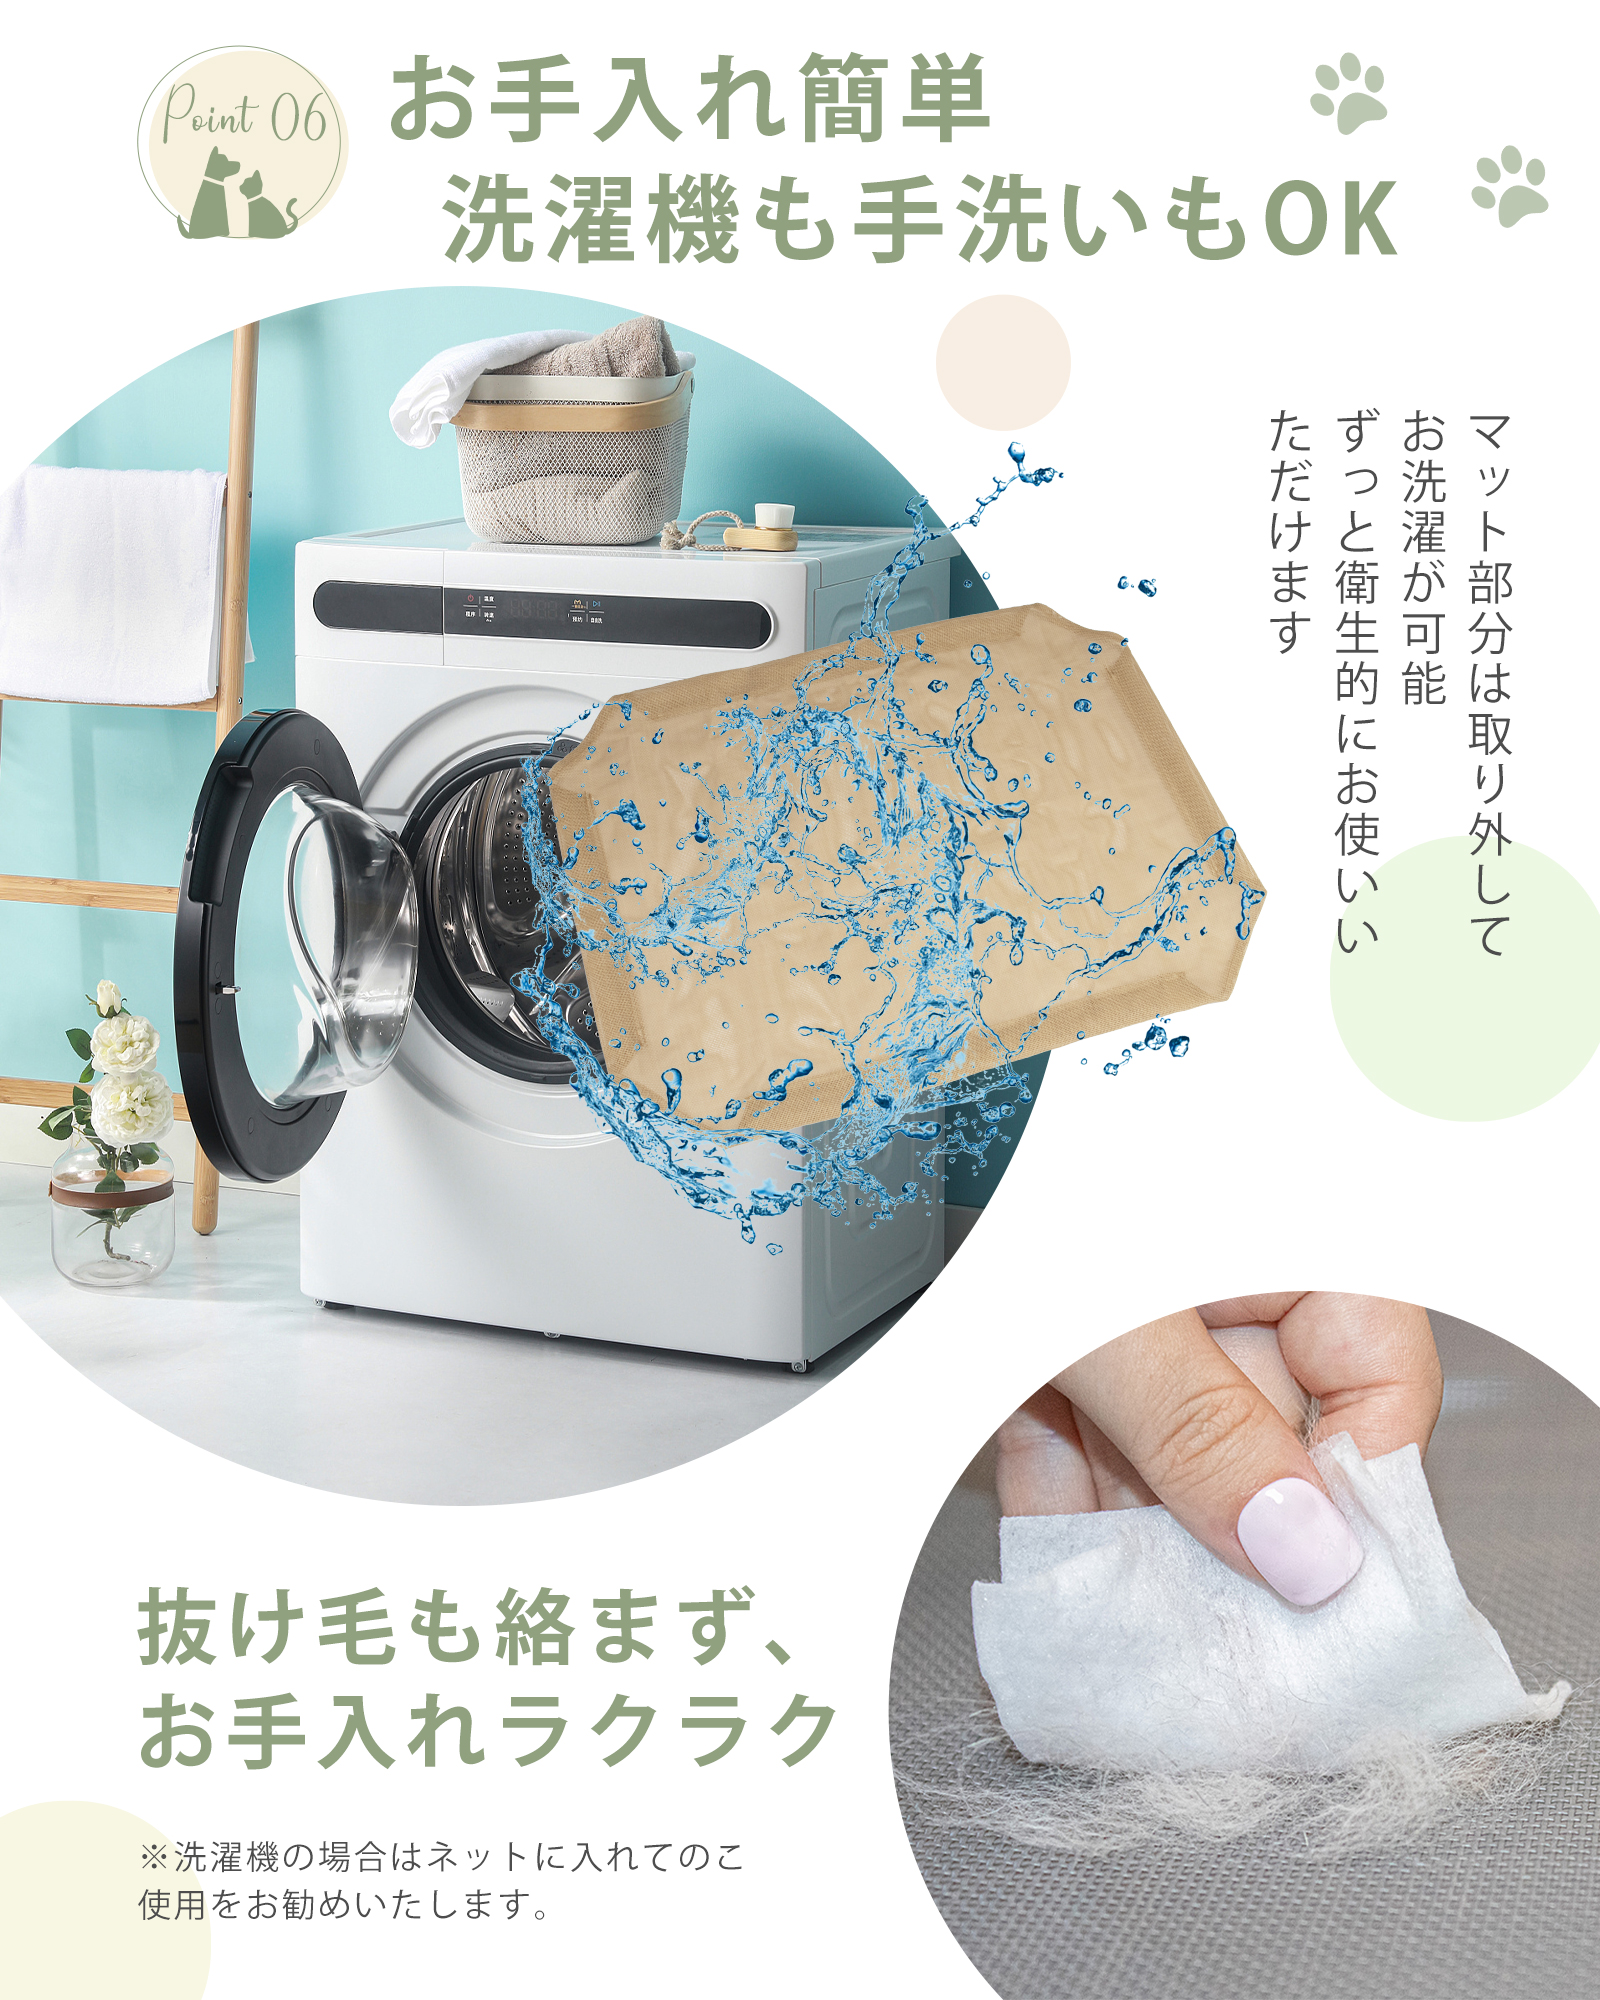 Point 06
お手入れ簡単
洗濯機も手洗いもOK
マット部分は取り外して
お洗濯が可能
ずっと衛生的にお使いい
ただけます
抜け毛も絡まず、
お手入れラクラク
※洗濯機の場合はネットに入れてのこ
使用をお勧めいたします。